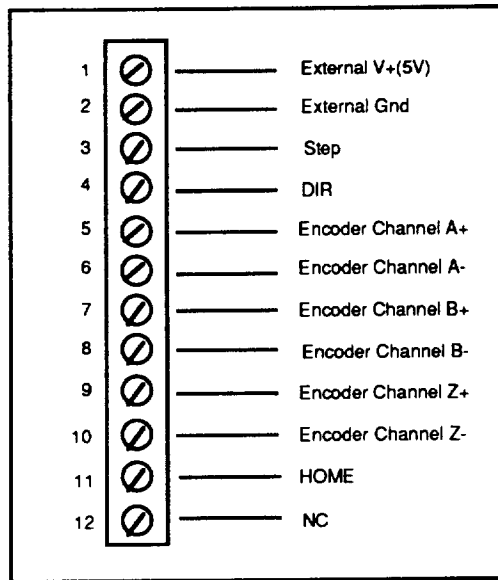 1 External V+(5V)
2 External Gnd
3 Step
4 DIR
5 Encoder Channel A+
6 Encoder Channel A-
7 Encoder Channel B+
8 Encoder Channel B-
9 Encoder Channel Z+
10 Encoder Channel Z-
11 HOME
12 NC